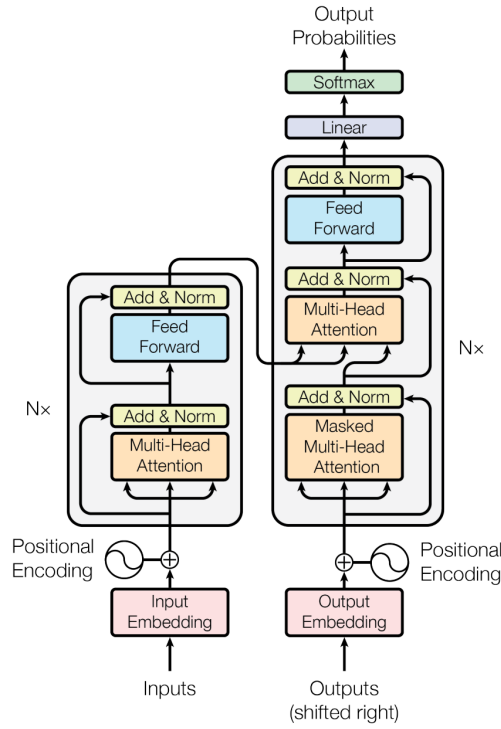 Output
Probabilities
Softmax
Linear
Add & Norm
Feed
Forward
Add & Norm
Multi-Head
Attention
Add & Norm
Masked
Multi-Head
Attention
N×
Add & Norm
Feed
Forward
Add & Norm
Multi-Head
Attention
N×
Positional
Encoding
Positional
Encoding
Input
Embedding
Output
Embedding
Inputs
Outputs
(shifted right)